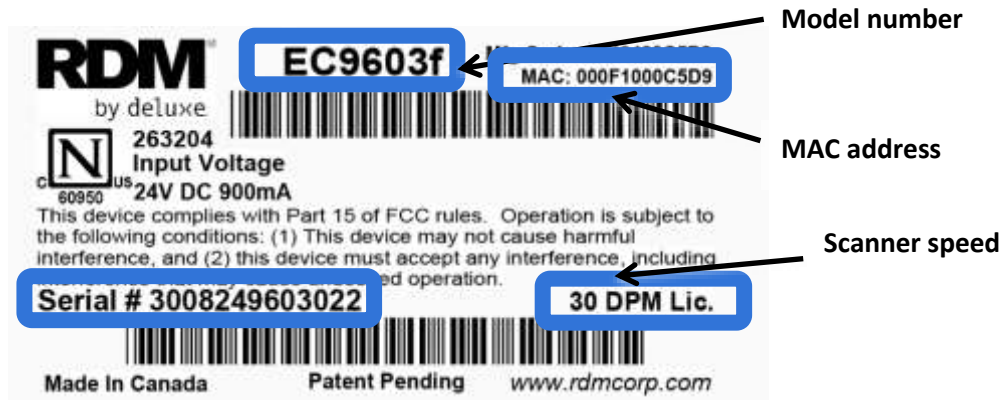 Model number
RDM
EC9603f
MAC: 000F1000C5D9
by deluxe
MAC address
N
263204
Input Voltage
C US
60950
24V DC 900mA
This device complies with Part 15 of FCC rules. Operation is subject to
the following conditions: (1) This device may not cause harmful
interference, and (2) this device must accept any interference, including
Scanner speed
ed operation.
Serial # 3008249603022
30 DPM Lic.
Made In Canada
Patent Pending
www.rdmcorp.com